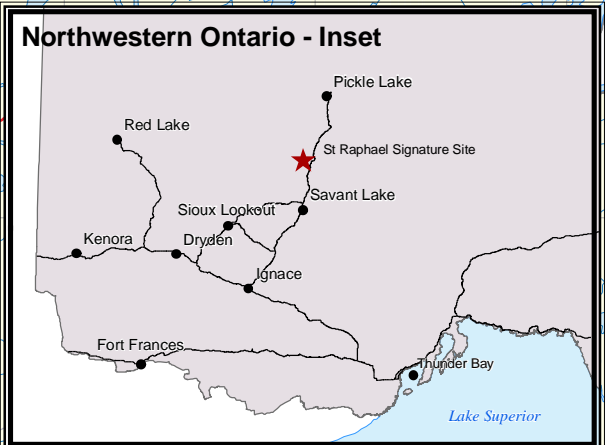 Northwestern Ontario - Inset
Pickle Lake
Red Lake
St Raphael Signature Site
Savant Lake
Sioux Lookout
Kenora
Dryden
Ignace
Fort Frances
Thunder Bay
Lake Superior